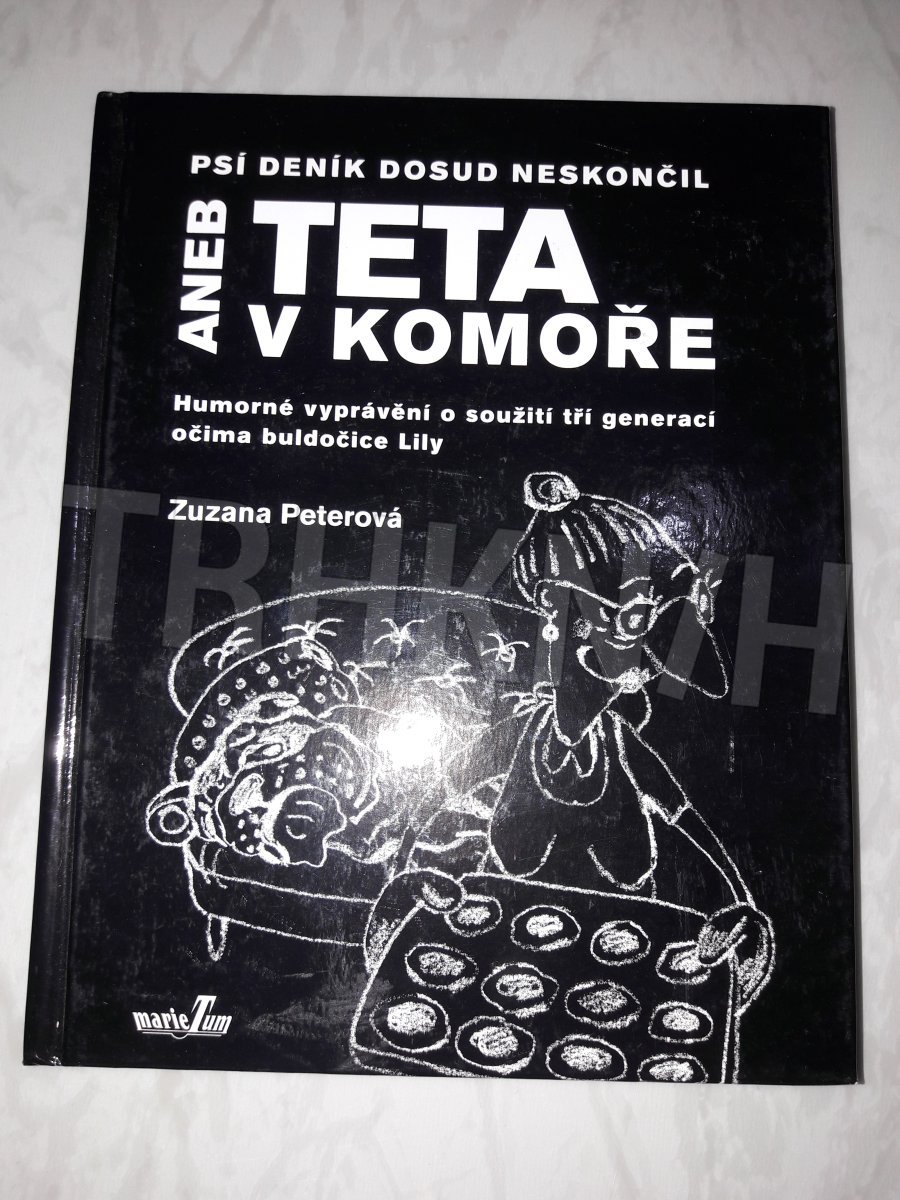 PSÍ DENÍK DOSUD NESKONČIL
ANEB
TETA
V KOMOŘE
Humorné vyprávění o soužití tří generací
očima buldočice Lily
Zuzana Peterová
TRHKNIH
marieTum